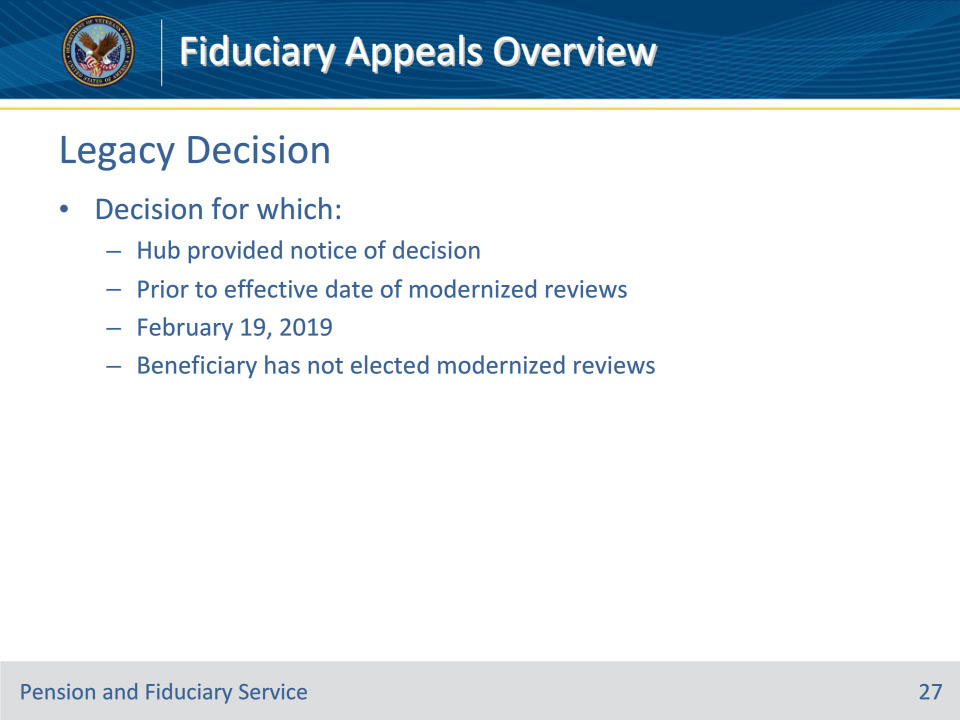 Fiduciary Appeals Overview
Legacy Decision
• Decision for which:
– Hub provided notice of decision
– Prior to effective date of modernized reviews
– February 19, 2019
– Beneficiary has not elected modernized reviews
Pension and Fiduciary Service
27